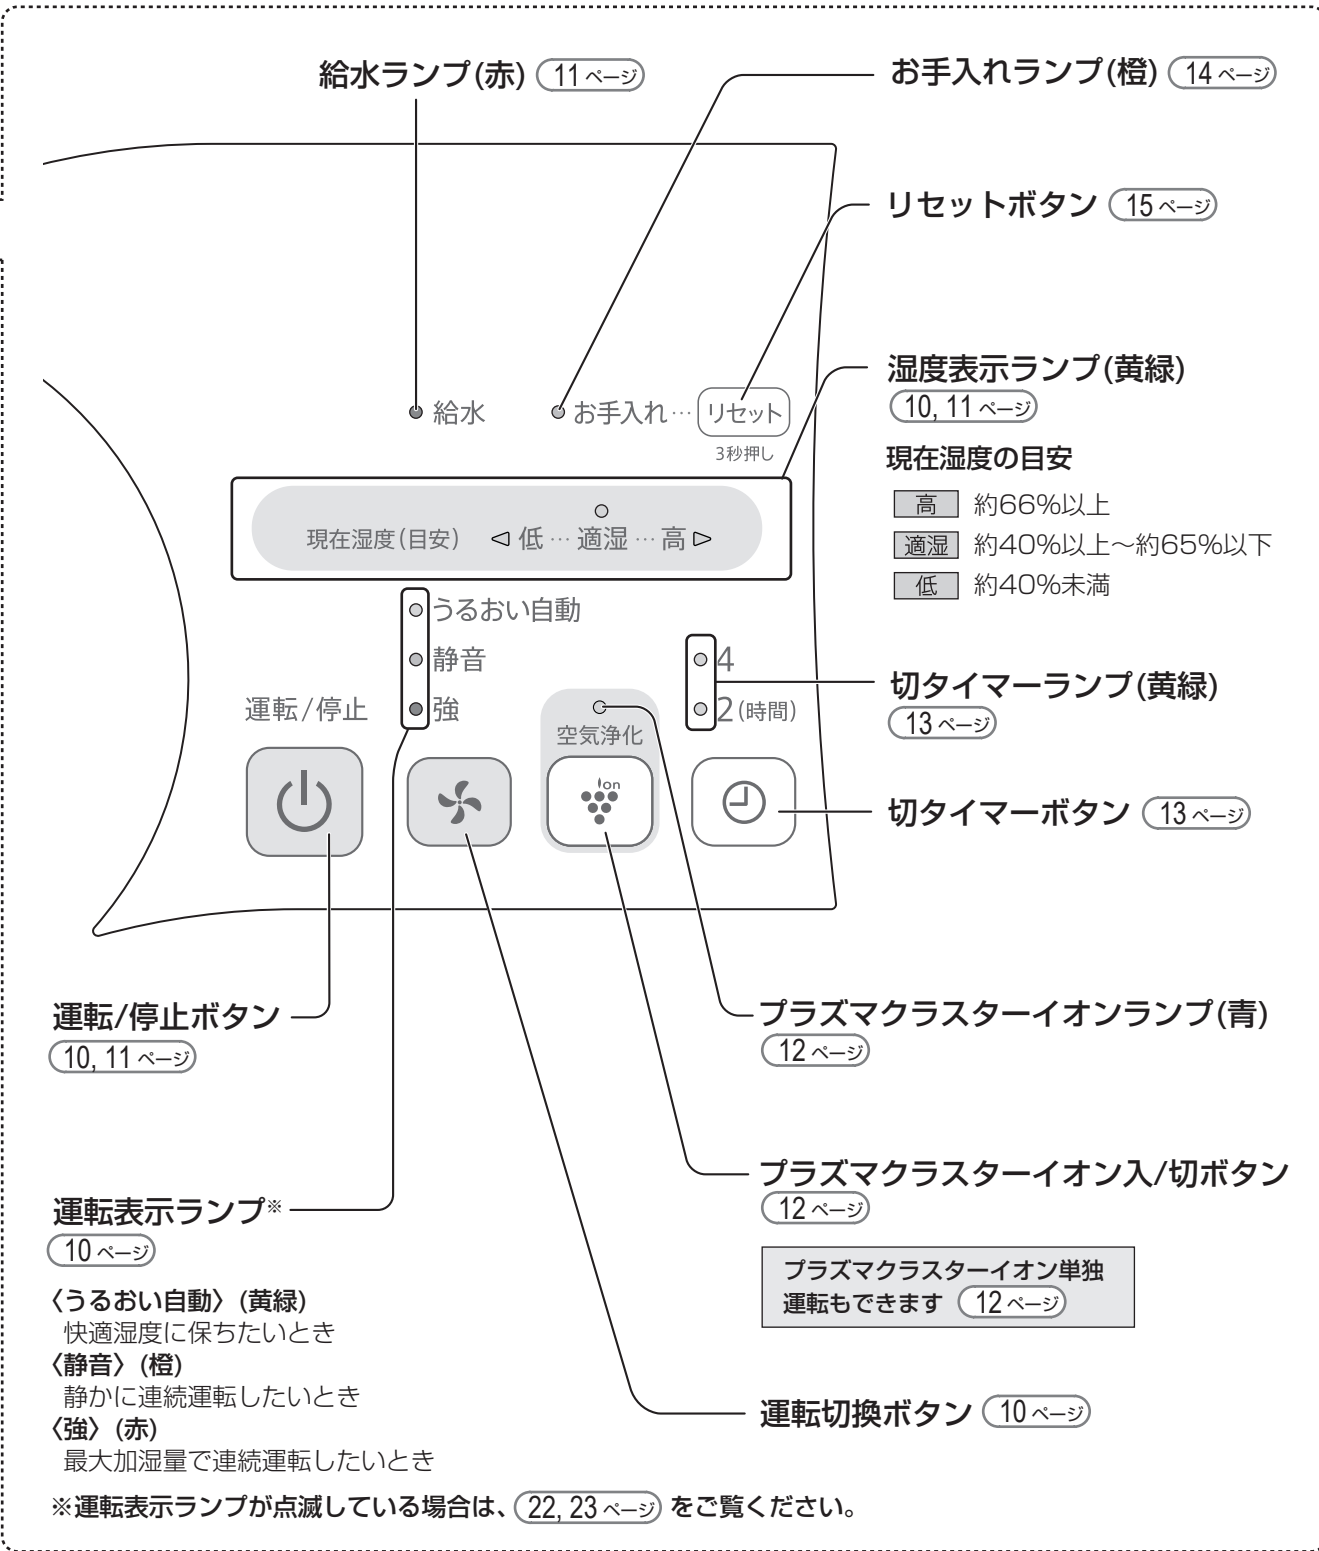 給水ランプ(赤) 11ページ
お手入れランプ(橙) 14ページ
リセットボタン 15ページ
湿度表示ランプ(黄緑)
10, 11ページ
現在湿度の目安
高 約66%以上
適湿 約40%以上～約65%以下
低 約40%未満
給水 お手入れ…リセット
3秒押し
現在湿度(目安) ◁低…適湿…高▷
うるおい自動
静音
強
運転/停止
空気浄化
ion
4
2(時間)
切タイマーランプ(黄緑)
13ページ
切タイマーボタン 13ページ
運転/停止ボタン
10, 11ページ
プラズマクラスターイオンランプ(青)
12ページ
プラズマクラスターイオン入/切ボタン
12ページ
プラズマクラスターイオン単独
運転もできます 12ページ
運転切換ボタン 10ページ
運転表示ランプ※
10ページ
〈うるおい自動〉(黄緑)
快適湿度に保ちたいとき
〈静音〉(橙)
静かに連続運転したいとき
〈強〉(赤)
最大加湿量で連続運転したいとき
※運転表示ランプが点滅している場合は、22, 23ページをご覧ください。